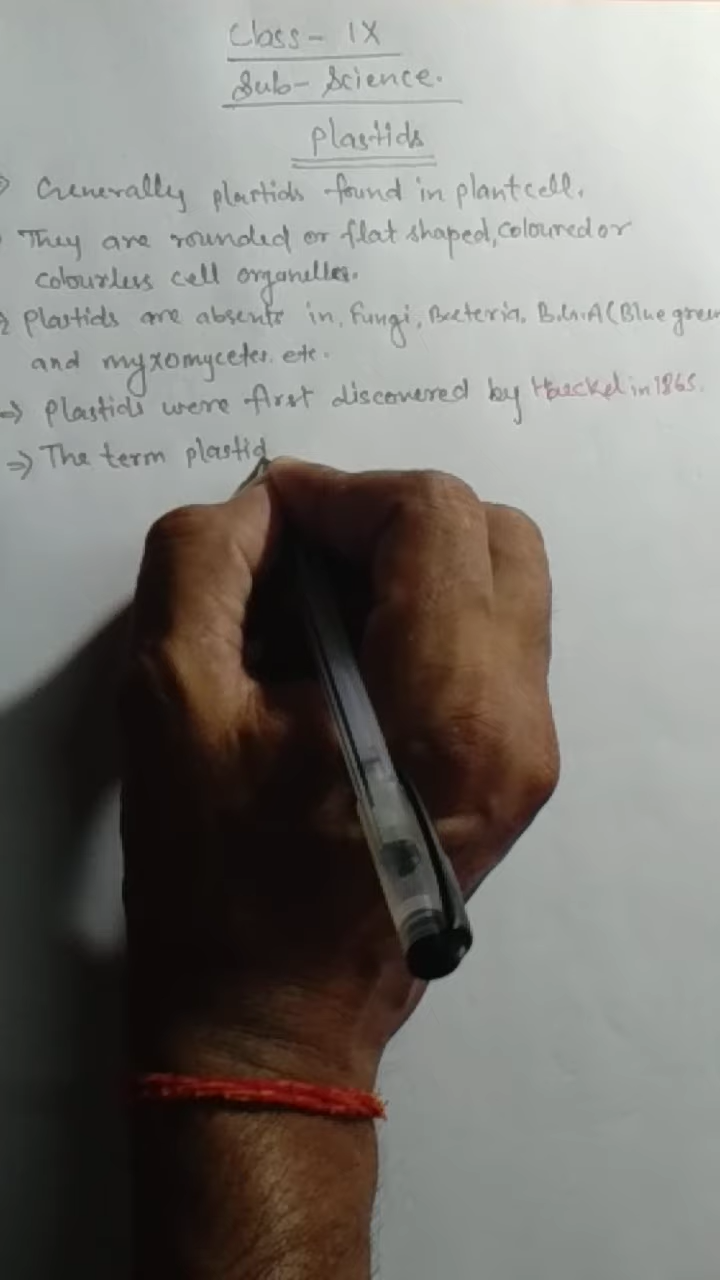 Class - IX
Sub - Science.
Plastids
Generally plastids found in plant cell.
They are rounded or flat shaped, coloured or
colourless cell organelles.
Plastids are absents in, Fungi, Becteria, B.G.A (Blue green
and myxomycetes. etc.
⇒ Plastids were first discovered by Haeckel in 1865.
⇒ The term plastid